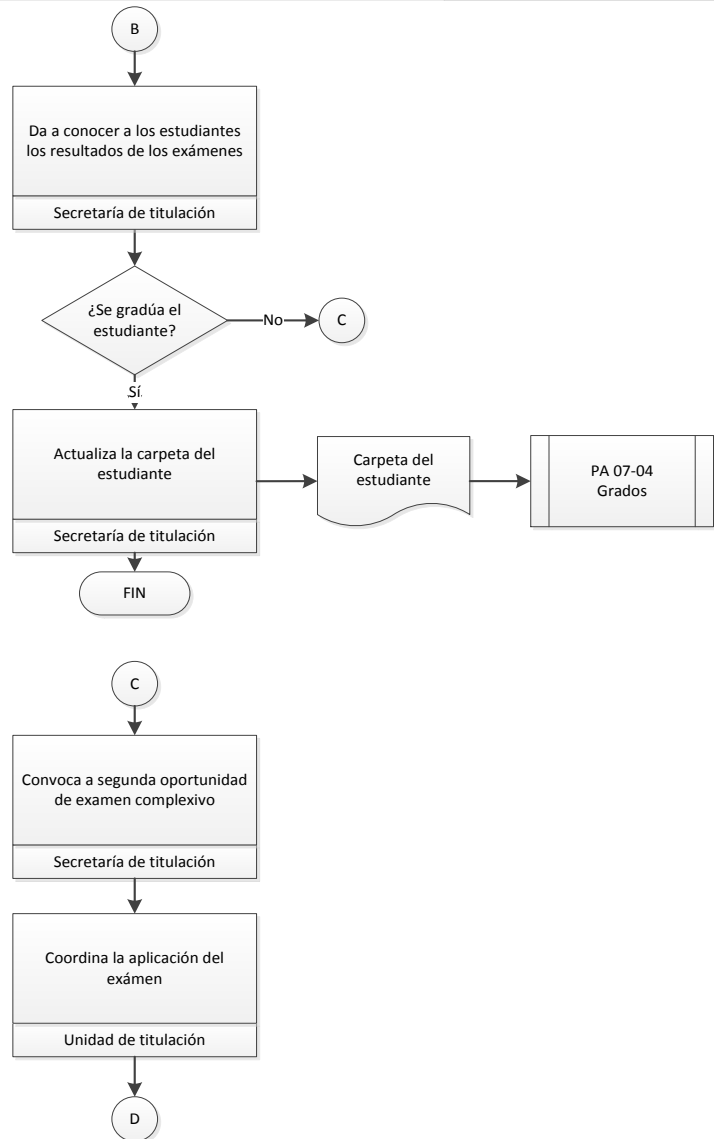 B
Da a conocer a los estudiantes
los resultados de los exámenes
Secretaría de titulación
¿Se gradúa el
estudiante?
No
C
Sí
Actualiza la carpeta del
estudiante
Secretaría de titulación
Carpeta del
estudiante
PA 07-04
Grados
FIN
C
Convoca a segunda oportunidad
de examen complexivo
Secretaría de titulación
Coordina la aplicación del
exámen
Unidad de titulación
D